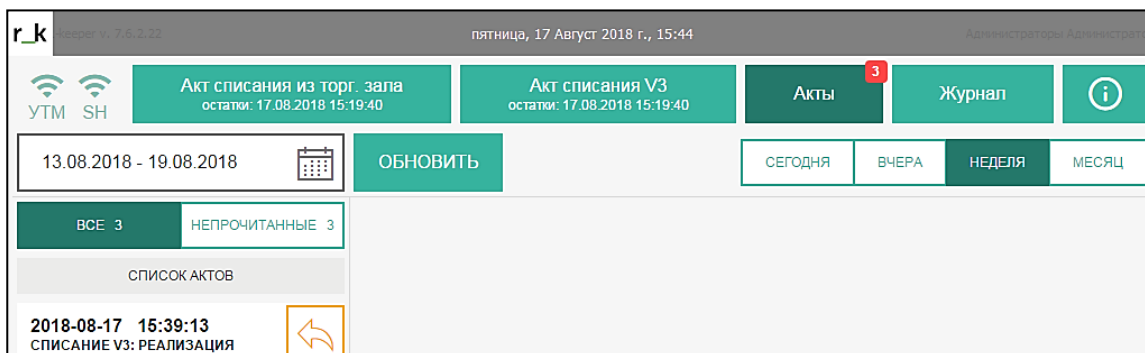 r_k
-keeper v. 7.6.2.22
пятница, 17 Август 2018 г., 15:44
Администраторы Администрато
УТМ SH
Акт списания из торг. зала
остатки: 17.08.2018 15:19:40
Акт списания V3
остатки: 17.08.2018 15:19:40
Акты
3
Журнал
13.08.2018 - 19.08.2018
ОБНОВИТЬ
СЕГОДНЯ
ВЧЕРА
НЕДЕЛЯ
МЕСЯЦ
ВСЕ 3
НЕПРОЧИТАННЫЕ 3
СПИСОК АКТОВ
2018-08-17 15:39:13
СПИСАНИЕ V3: РЕАЛИЗАЦИЯ